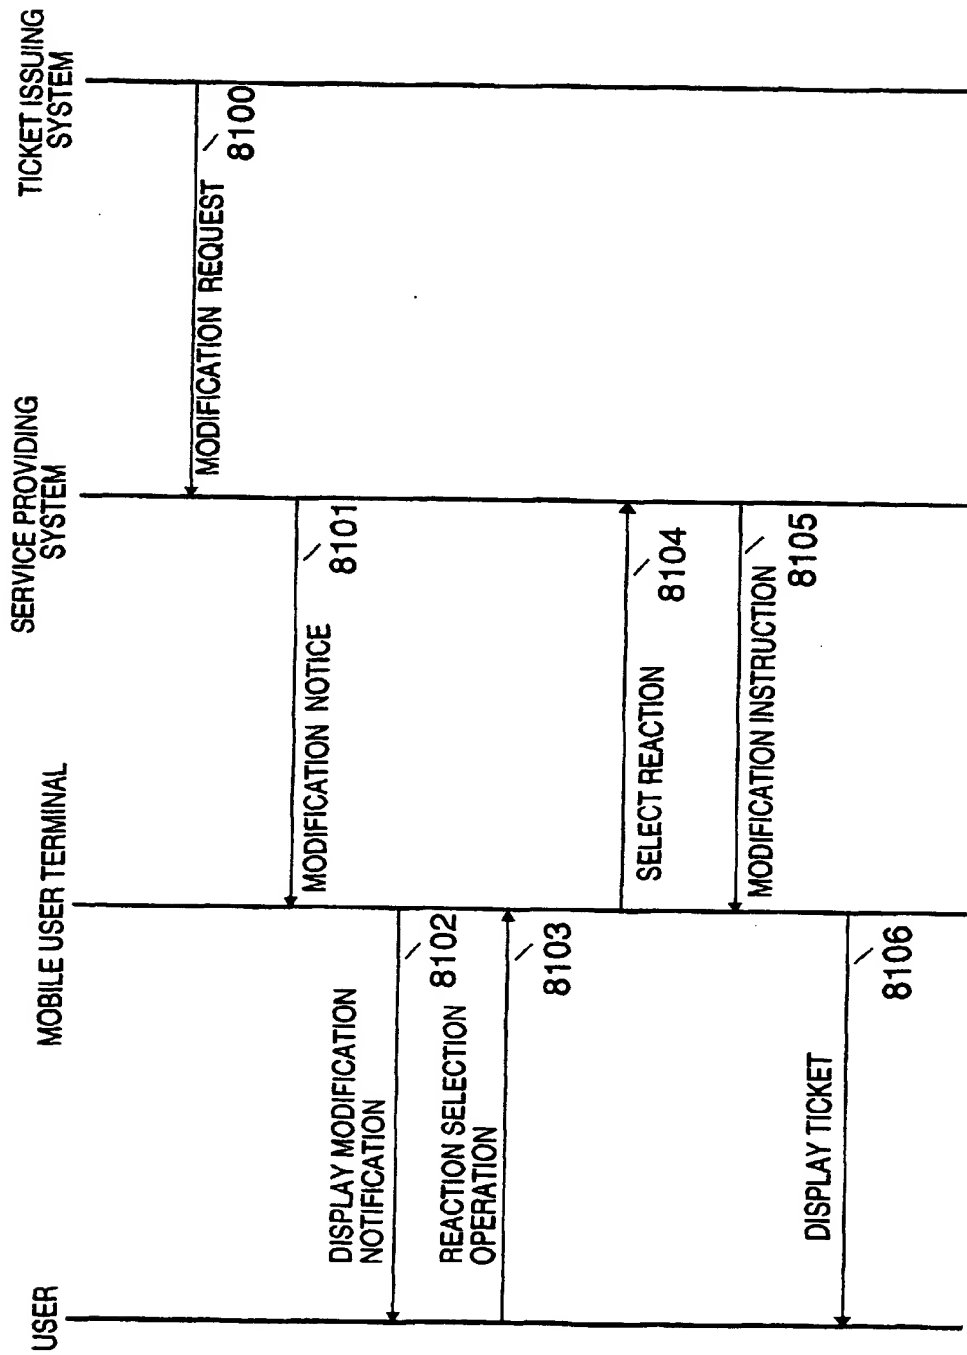 USER
MOBILE USER TERMINAL
SERVICE PROVIDING
SYSTEM
TICKET ISSUING
SYSTEM
MODIFICATION REQUEST
8100
MODIFICATION NOTICE
8101
DISPLAY MODIFICATION
NOTIFICATION
8102
REACTION SELECTION
OPERATION
8103
SELECT REACTION
8104
MODIFICATION INSTRUCTION
8105
DISPLAY TICKET
8106